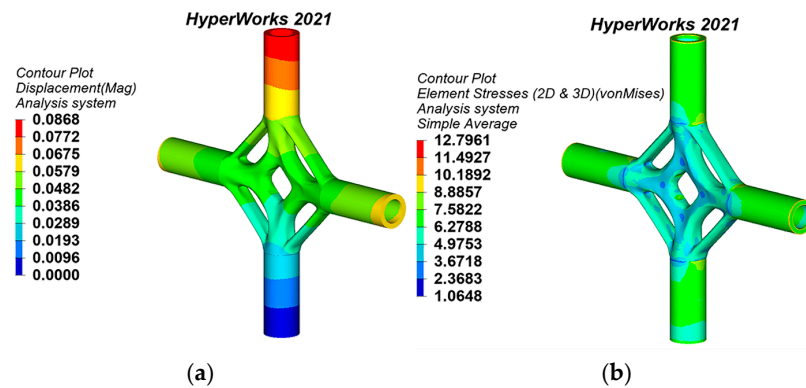 HyperWorks 2021
Contour Plot
Displacement(Mag)
Analysis system
0.0868
0.0772
0.0675
0.0579
0.0482
0.0386
0.0289
0.0193
0.0096
0.0000
(a)
HyperWorks 2021
Contour Plot
Element Stresses (2D & 3D)(vonMises)
Analysis system
Simple Average
12.7961
11.4927
10.1892
8.8857
7.5822
6.2788
4.9753
3.6718
2.3683
1.0648
(b)